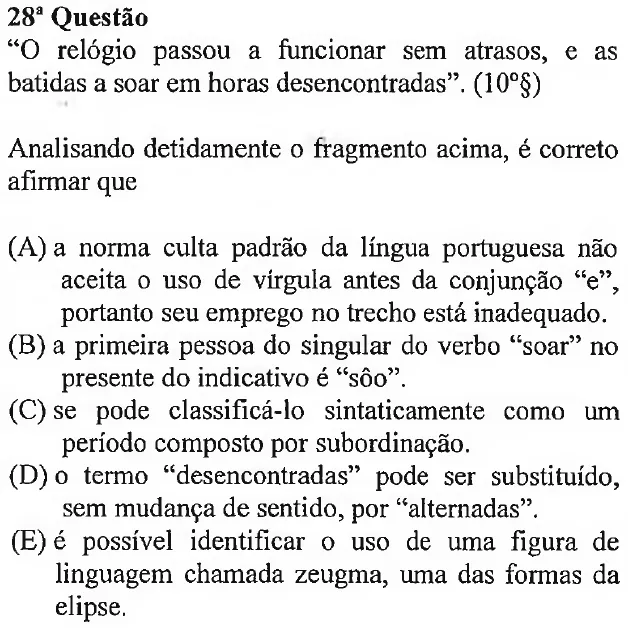 28ª Questão
“O relógio passou a funcionar sem atrasos, e as
batidas a soar em horas desencontradas”. (10º§)
Analisando detidamente o fragmento acima, é correto
afirmar que
(A) a norma culta padrão da língua portuguesa não
aceita o uso de vírgula antes da conjunção “e”,
portanto seu emprego no trecho está inadequado.
(B) a primeira pessoa do singular do verbo “soar” no
presente do indicativo é “sôo”.
(C) se pode classificá-lo sintaticamente como um
período composto por subordinação.
(D) o termo “desencontradas” pode ser substituído,
sem mudança de sentido, por “alternadas”.
(E) é possível identificar o uso de uma figura de
linguagem chamada zeugma, uma das formas da
elipse.